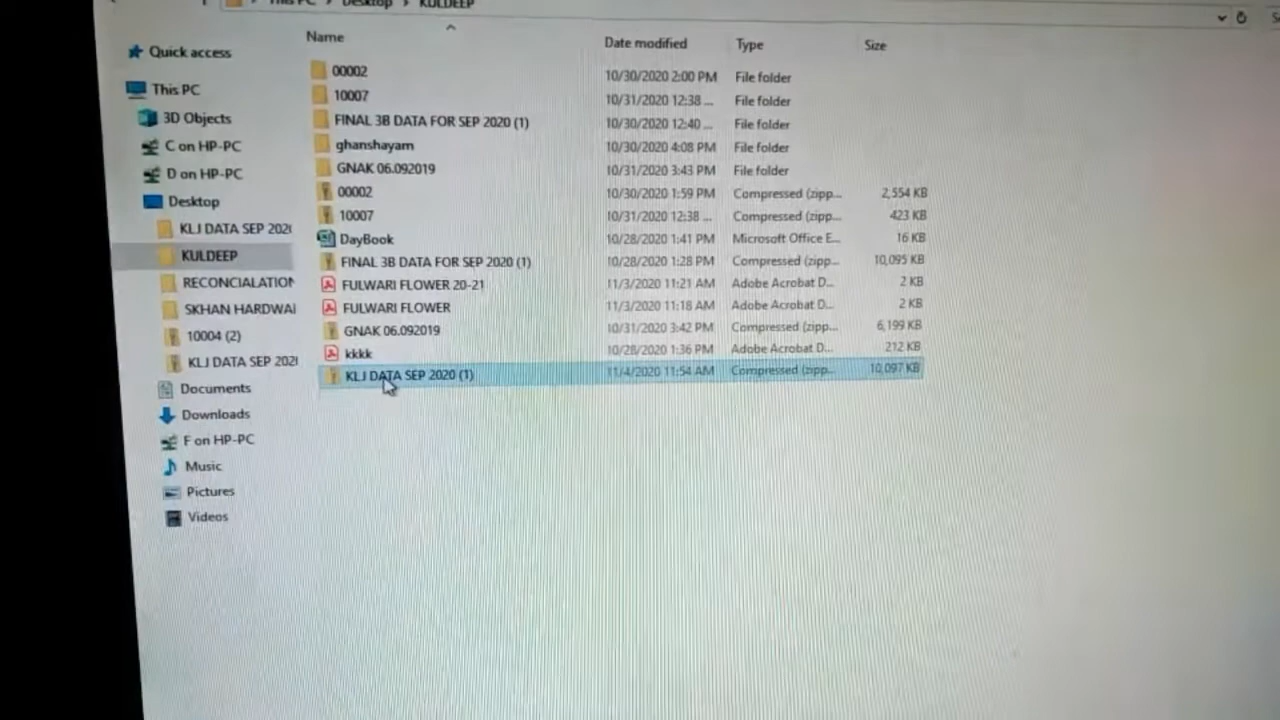 This PC > Desktop > KULDEEP
Name Date modified Type Size
Quick access
This PC
3D Objects
C on HP-PC
D on HP-PC
Desktop
KLJ DATA SEP 202
KULDEEP
RECONCIALATION
SKHAN HARDWAI
10004 (2)
KLJ DATA SEP 202
Documents
Downloads
F on HP-PC
Music
Pictures
Videos
00002 10/30/2020 2:00 PM File folder
10007 10/31/2020 12:38 ... File folder
FINAL 3B DATA FOR SEP 2020 (1) 10/30/2020 12:40 ... File folder
ghanshayam 10/30/2020 4:08 PM File folder
GNAK 06.092019 10/31/2020 3:43 PM File folder
00002 10/30/2020 1:59 PM Compressed (zipp... 2,554 KB
10007 10/31/2020 12:38 ... Compressed (zipp... 423 KB
DayBook 10/28/2020 1:41 PM Microsoft Office E... 16 KB
FINAL 3B DATA FOR SEP 2020 (1) 10/28/2020 1:28 PM Compressed (zipp... 10,095 KB
FULWARI FLOWER 20-21 11/3/2020 11:21 AM Adobe Acrobat D... 2 KB
FULWARI FLOWER 11/3/2020 11:18 AM Adobe Acrobat D... 2 KB
GNAK 06.092019 10/31/2020 3:42 PM Compressed (zipp... 6,199 KB
kkkk 10/28/2020 1:36 PM Adobe Acrobat D... 212 KB
KLJ DATA SEP 2020 (1) 11/4/2020 11:54 AM Compressed (zipp... 10,097 KB